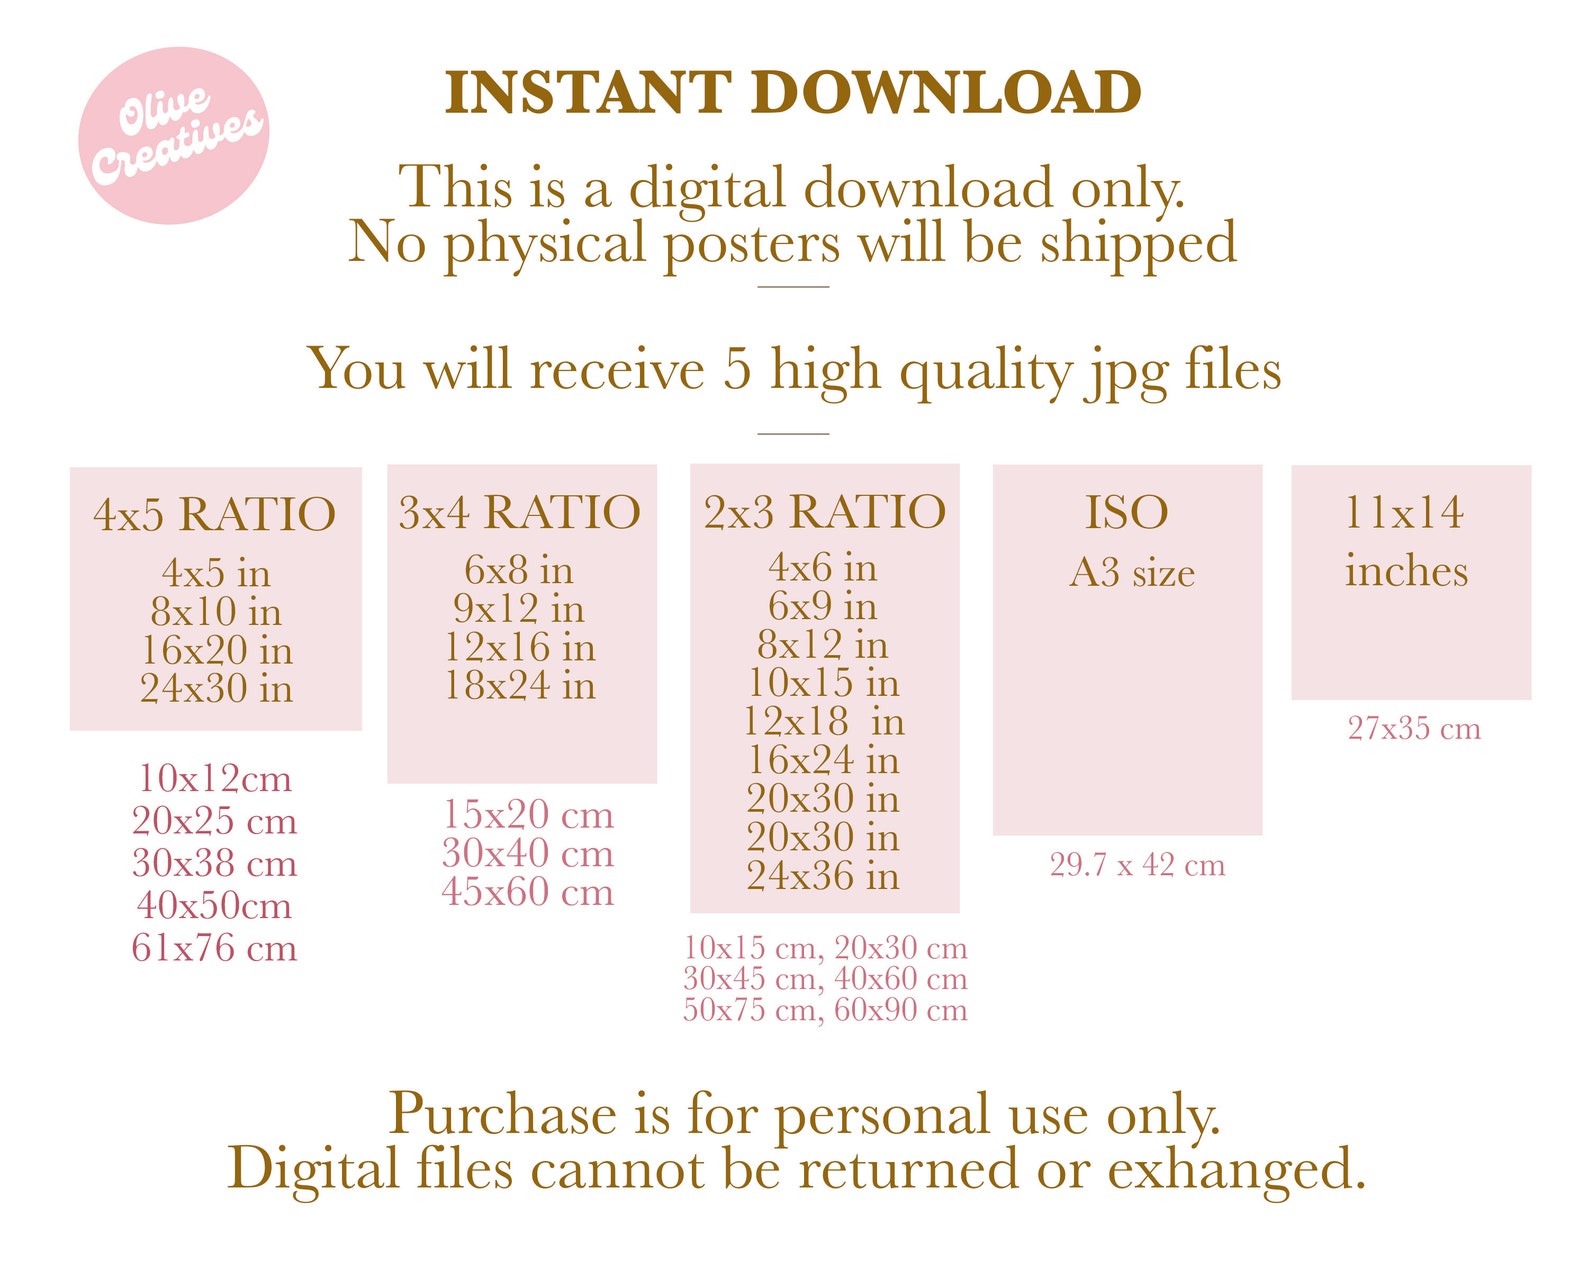 Olive
Creatives
INSTANT DOWNLOAD
This is a digital download only.
No physical posters will be shipped
You will receive 5 high quality jpg files
4x5 RATIO
4x5 in
8x10 in
16x20 in
24x30 in
10x12cm
20x25 cm
30x38 cm
40x50cm
61x76 cm
3x4 RATIO
6x8 in
9x12 in
12x16 in
18x24 in
15x20 cm
30x40 cm
45x60 cm
2x3 RATIO
4x6 in
6x9 in
8x12 in
10x15 in
12x18  in
16x24 in
20x30 in
20x30 in
24x36 in
10x15 cm, 20x30 cm
30x45 cm, 40x60 cm
50x75 cm, 60x90 cm
ISO
A3 size
29.7 x 42 cm
11x14
inches
27x35 cm
Purchase is for personal use only.
Digital files cannot be returned or exhanged.